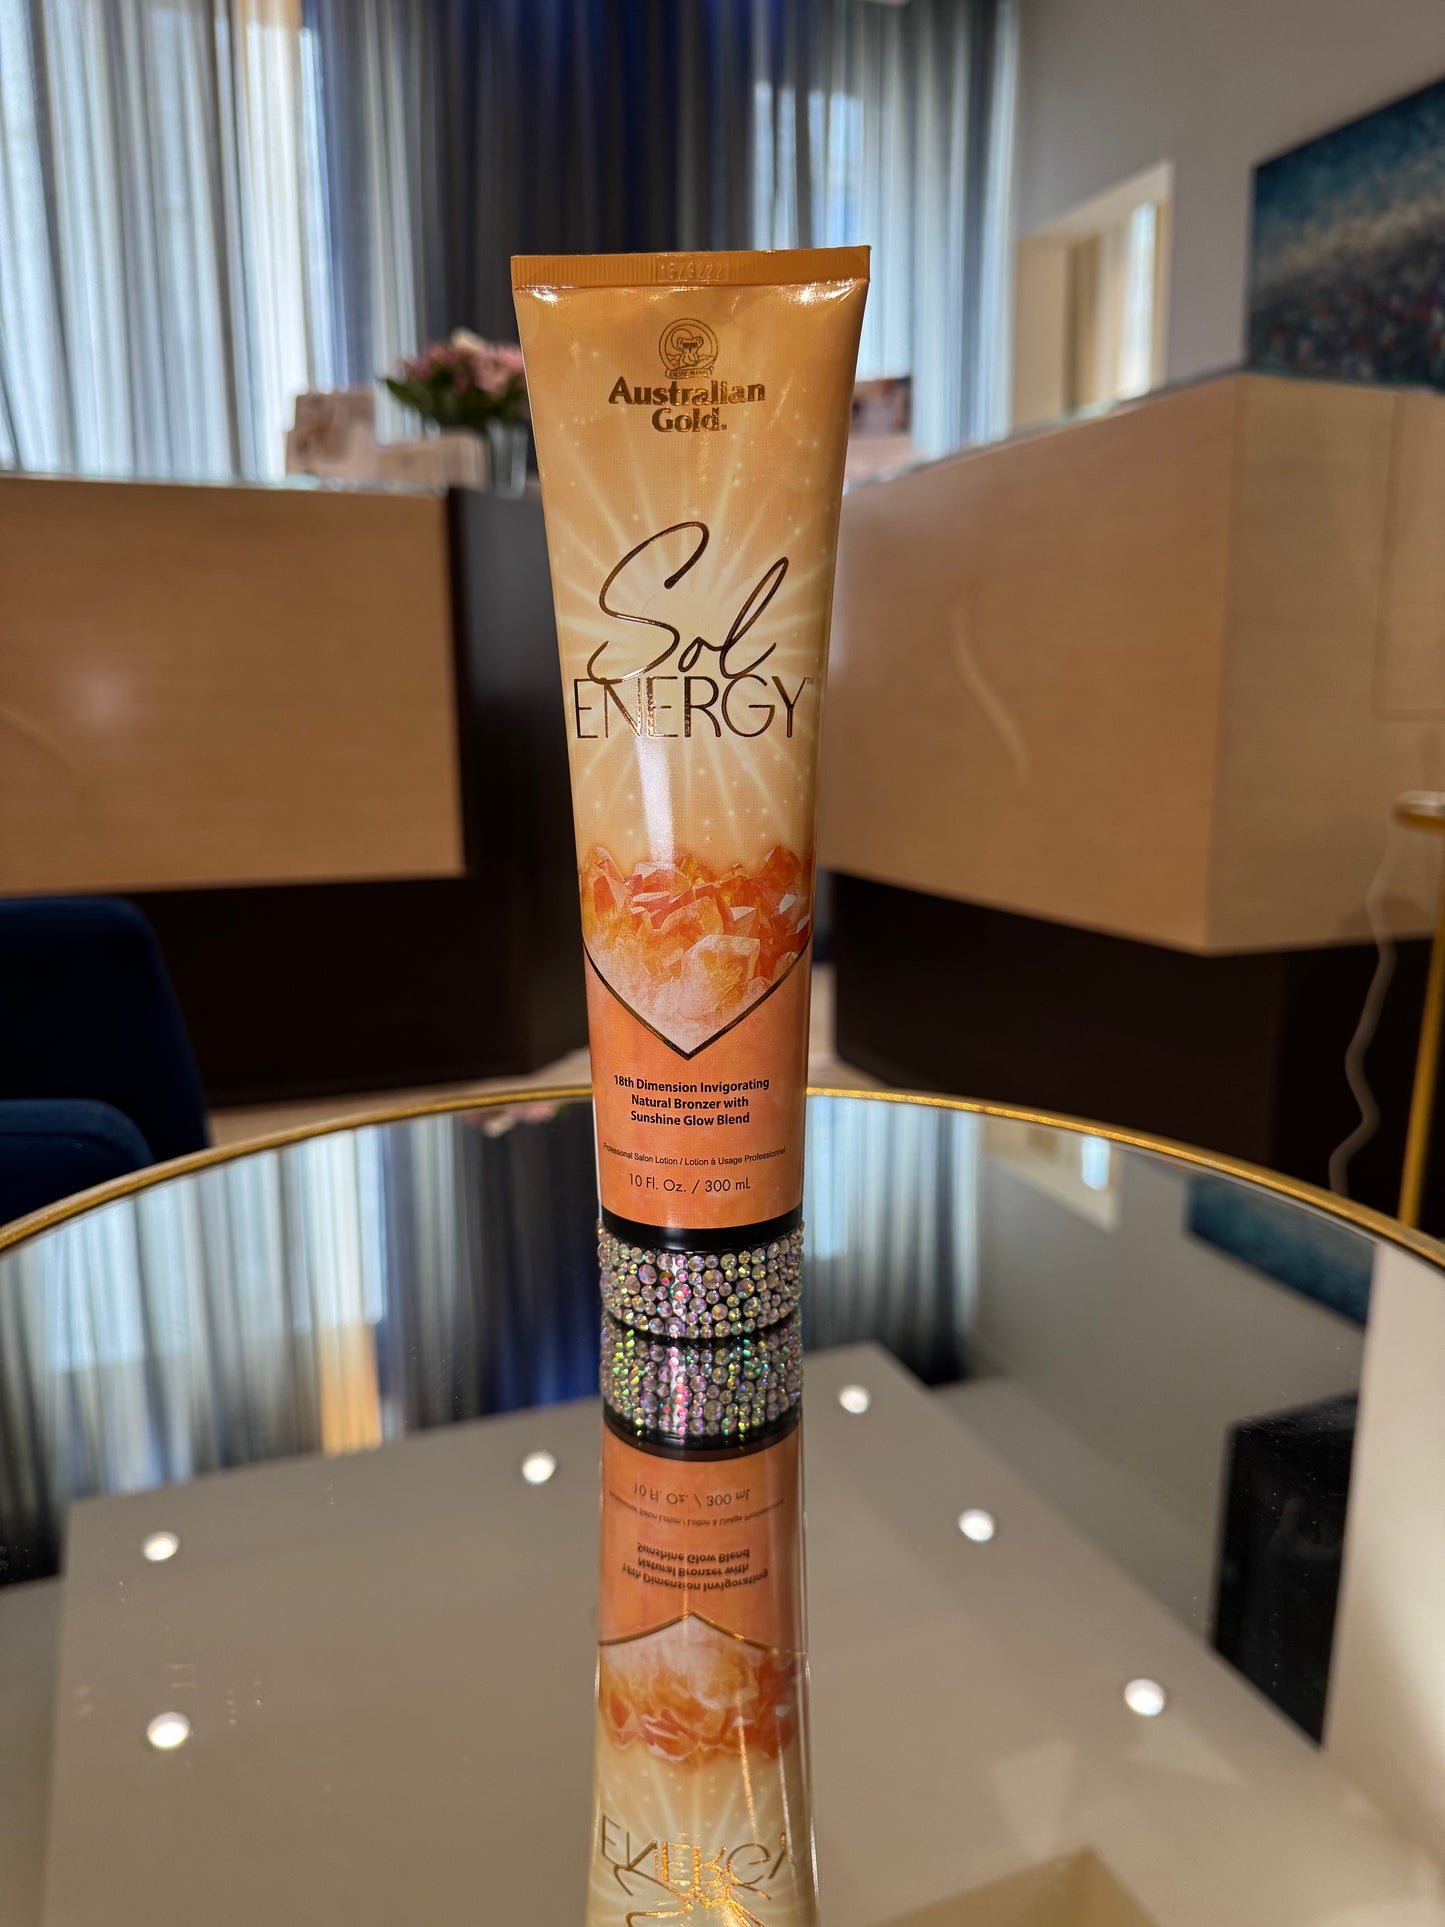 Australian
Gold.
Sol
ENERGY™
18th Dimension Invigorating
Natural Bronzer with
Sunshine Glow Blend
Professional Salon Lotion / Lotion à Usage Professionnel
10 Fl. Oz. / 300 mL